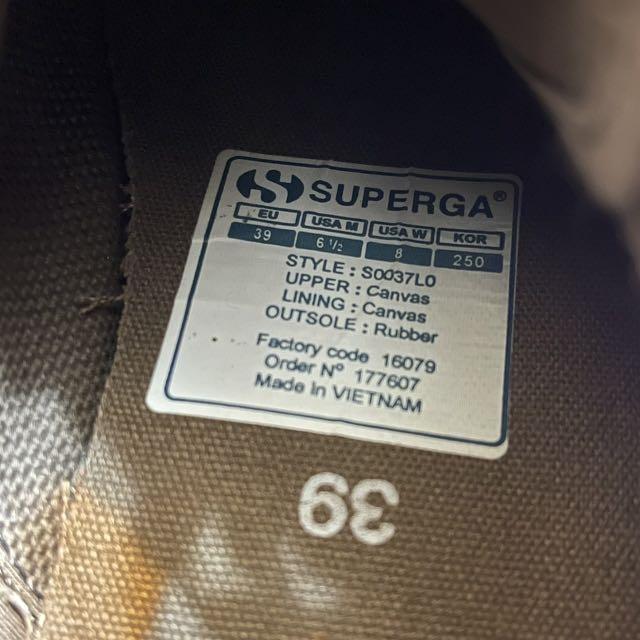 SUPERGA®
EU USA M USA W KOR
39 6 1/2 8 250
STYLE : S0037L0
UPPER : Canvas
LINING : Canvas
OUTSOLE : Rubber
Factory code 16079
Order Nº 177607
Made In VIETNAM
39